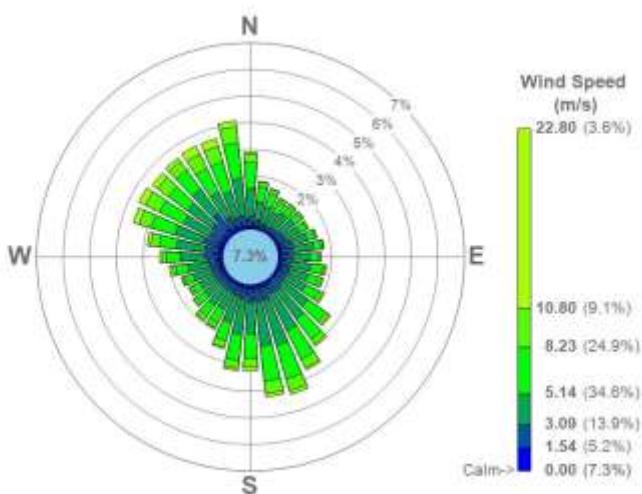 N
7%
6%
5%
4%
3%
2%
W
7.3%
E
S
Wind Speed
(m/s)
22.80 (3.6%)
10.80 (9.1%)
8.23 (24.9%)
5.14 (34.6%)
3.09 (13.9%)
1.54 (5.2%)
Calm-> 0.00 (7.3%)